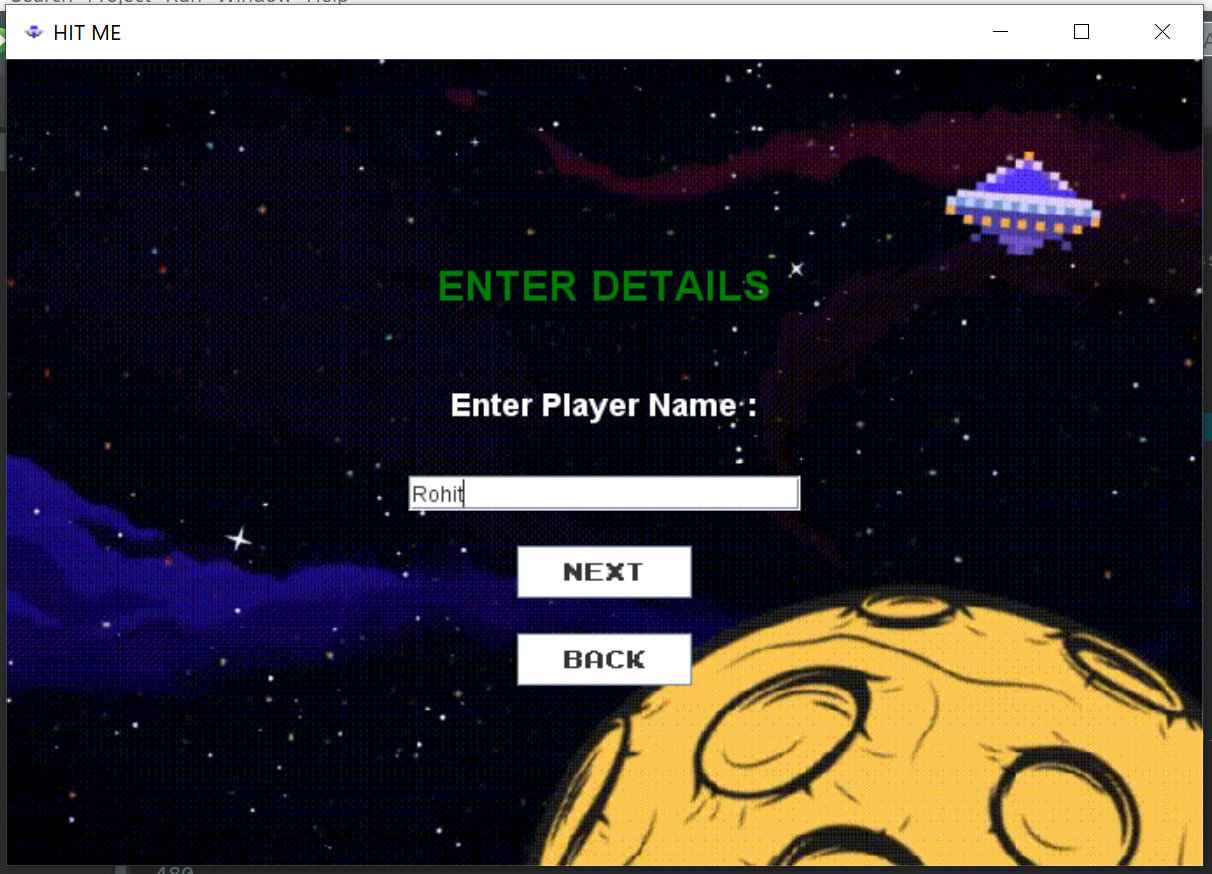 Search Project Run Window Help
HIT ME
ENTER DETAILS
Enter Player Name :
Rohit
NEXT
BACK
480